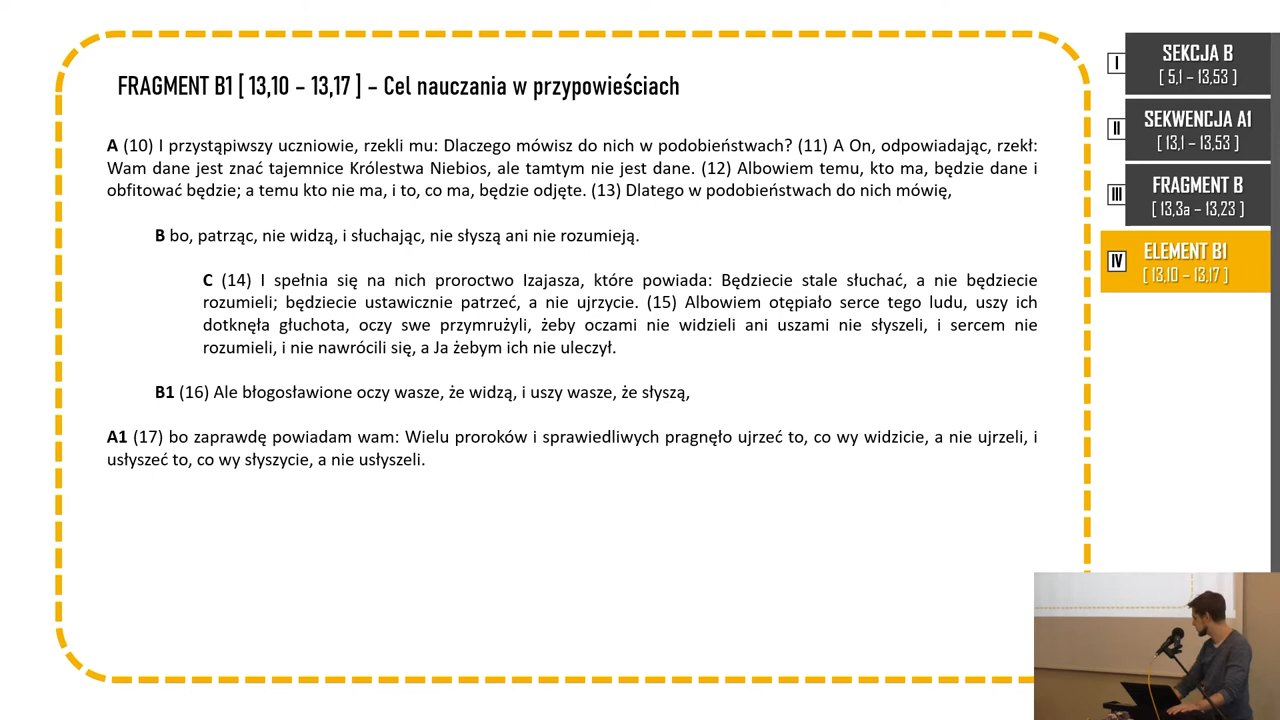 FRAGMENT B1 [ 13,10 – 13,17 ] – Cel nauczania w przypowieściach
A (10) I przystąpiwszy uczniowie, rzekli mu: Dlaczego mówisz do nich w podobieństwach? (11) A On, odpowiadając, rzekł:
Wam dane jest znać tajemnice Królestwa Niebios, ale tamtym nie jest dane. (12) Albowiem temu, kto ma, będzie dane i
obfitować będzie; a temu kto nie ma, i to, co ma, będzie odjęte. (13) Dlatego w podobieństwach do nich mówię,
B bo, patrząc, nie widzą, i słuchając, nie słyszą ani nie rozumieją.
C (14) I spełnia się na nich proroctwo Izajasza, które powiada: Będziecie stale słuchać, a nie będziecie
rozumieli; będziecie ustawicznie patrzeć, a nie ujrzycie. (15) Albowiem otępiało serce tego ludu, uszy ich
dotknęła głuchota, oczy swe przymrużyli, żeby oczami nie widzieli ani uszami nie słyszeli, i sercem nie
rozumieli, i nie nawrócili się, a Ja żebym ich nie uleczył.
B1 (16) Ale błogosławione oczy wasze, że widzą, i uszy wasze, że słyszą,
A1 (17) bo zaprawdę powiadam wam: Wielu proroków i sprawiedliwych pragnęło ujrzeć to, co wy widzicie, a nie ujrzeli, i
usłyszeć to, co wy słyszycie, a nie usłyszeli.
I
SEKCJA B
[ 5,1 – 13,53 ]
II
SEKWENCJA A1
[ 13,1 – 13,53 ]
III
FRAGMENT B
[ 13,3a – 13,23 ]
IV
ELEMENT B1
[ 13,10 – 13,17 ]